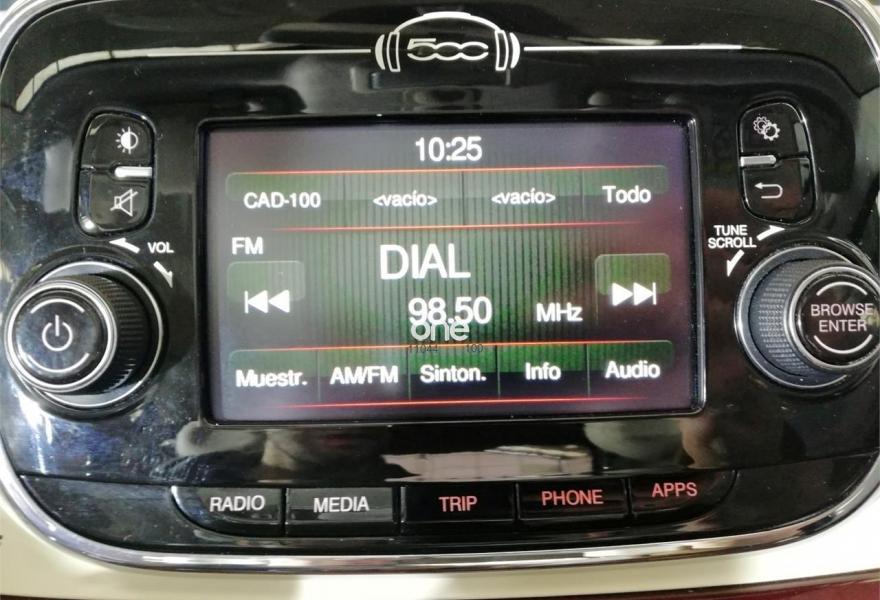 500
10:25
CAD-100 <vacío> <vacío> Todo
VOL
FM
TUNE
SCROLL
DIAL
98.50 MHz
one
BROWSE
ENTER
Muestr. AM/FM Sinton. Info Audio
RADIO MEDIA TRIP PHONE APPS